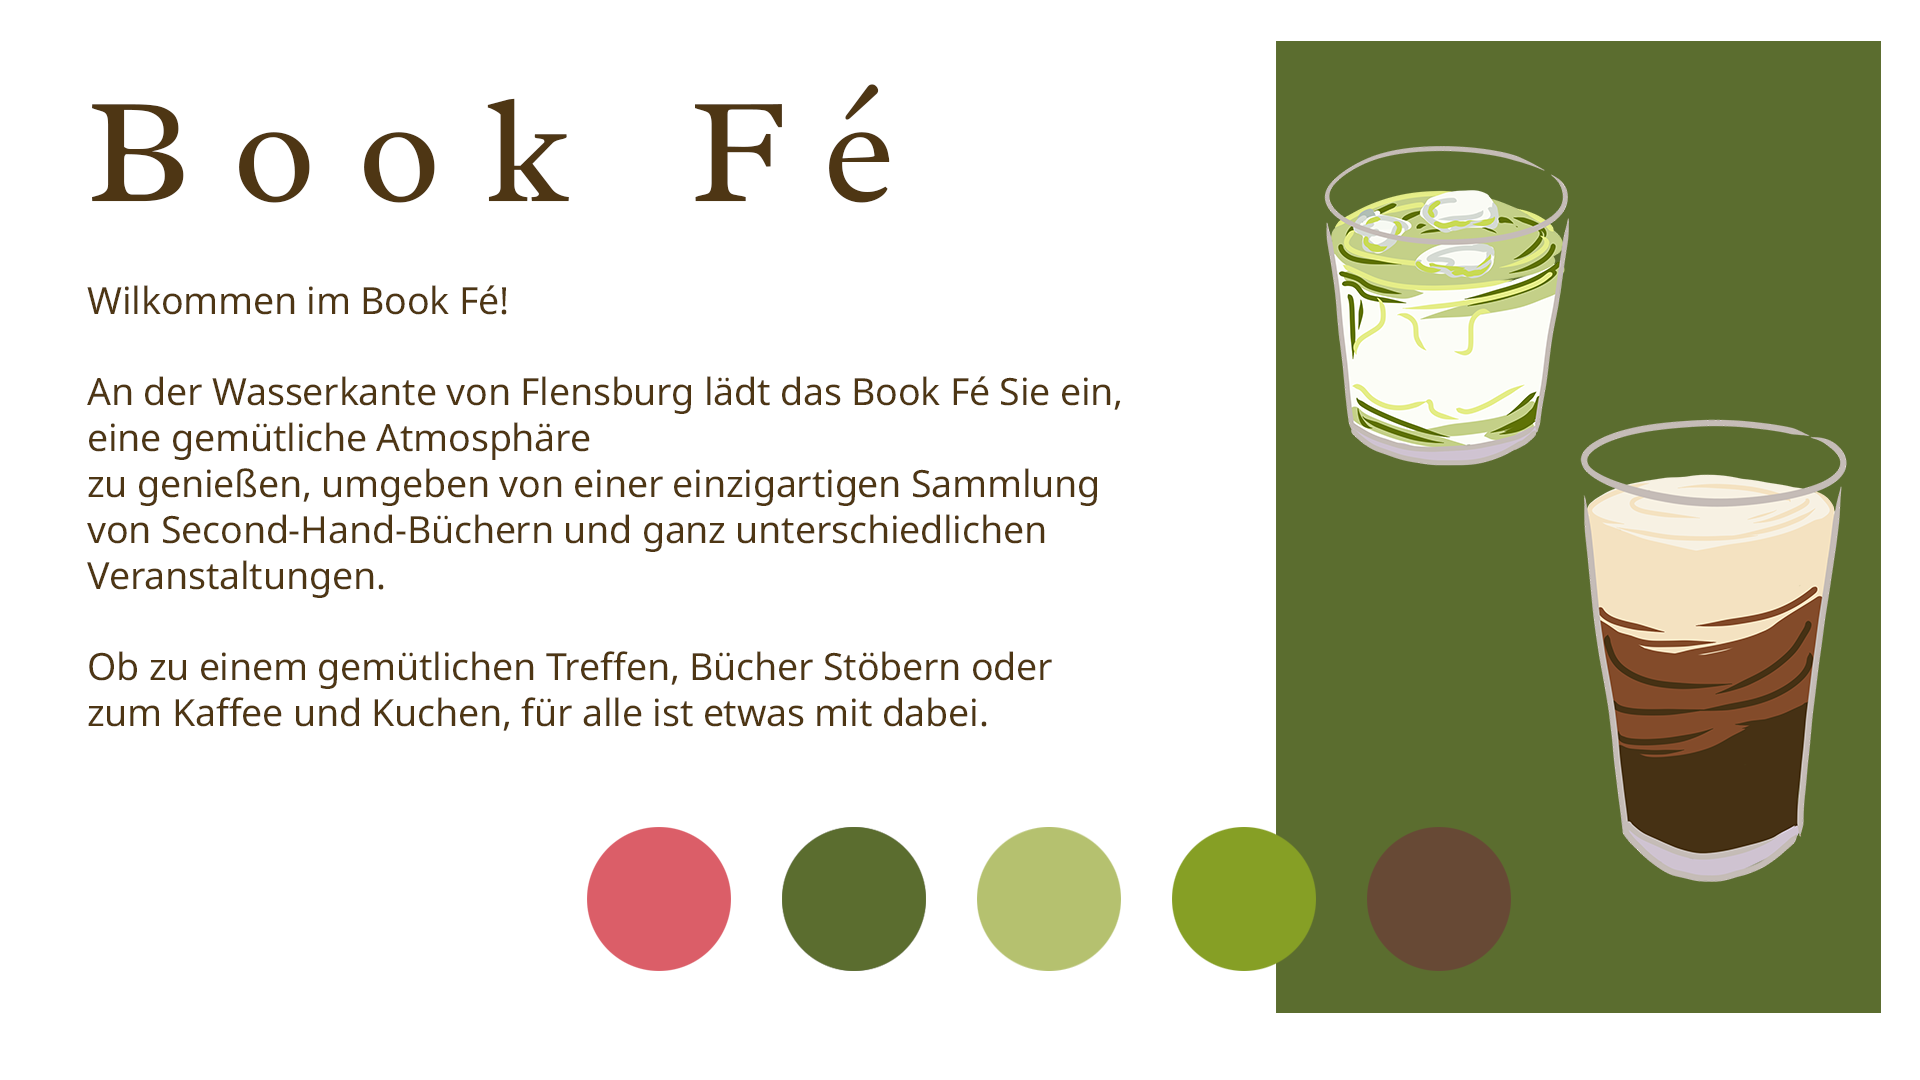 Book Fé
Wilkommen im Book Fé!
An der Wasserkante von Flensburg lädt das Book Fé Sie ein,
eine gemütliche Atmosphäre
zu genießen, umgeben von einer einzigartigen Sammlung
von Second-Hand-Büchern und ganz unterschiedlichen
Veranstaltungen.
Ob zu einem gemütlichen Treffen, Bücher Stöbern oder
zum Kaffee und Kuchen, für alle ist etwas mit dabei.